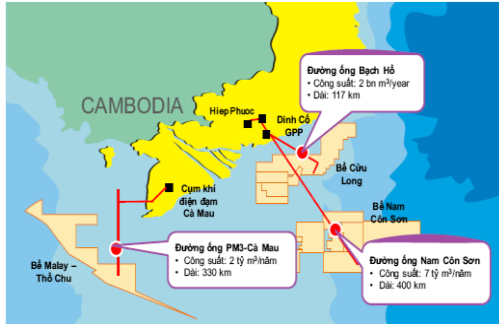 Đường ống Bạch Hổ
• Công suất: 2 bn m³/year
• Dài: 117 km
CAMBODIA
Hiep Phuoc
Dinh Cố
GPP
Bể Cửu
Long
Cụm khí
điện đạm
Cà Mau
Bể Nam
Côn Sơn
Đường ống PM3-Cà Mau
• Công suất: 2 tỷ m³/năm
• Dài: 330 km
Đường ống Nam Côn Sơn
• Công suất: 7 tỷ m³/năm
• Dài: 400 km
Bể Malay –
Thổ Chu